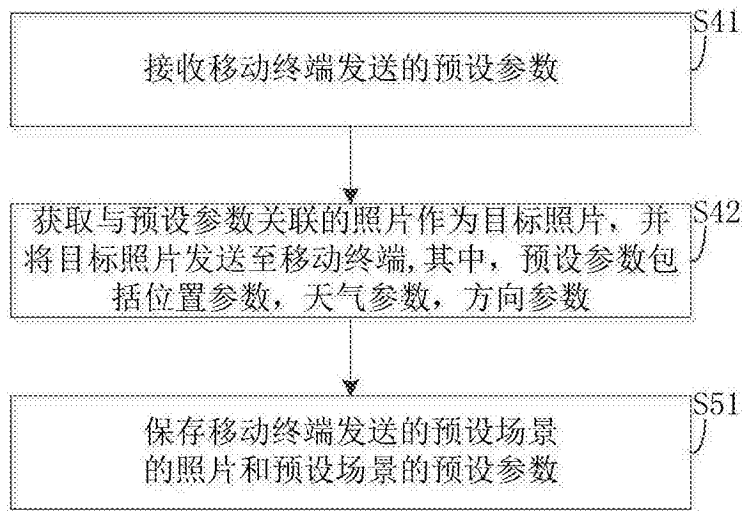 S41
接收移动终端发送的预设参数
S42
获取与预设参数关联的照片作为目标照片，并
将目标照片发送至移动终端,其中，预设参数包
括位置参数，天气参数，方向参数
S51
保存移动终端发送的预设场景
的照片和预设场景的预设参数